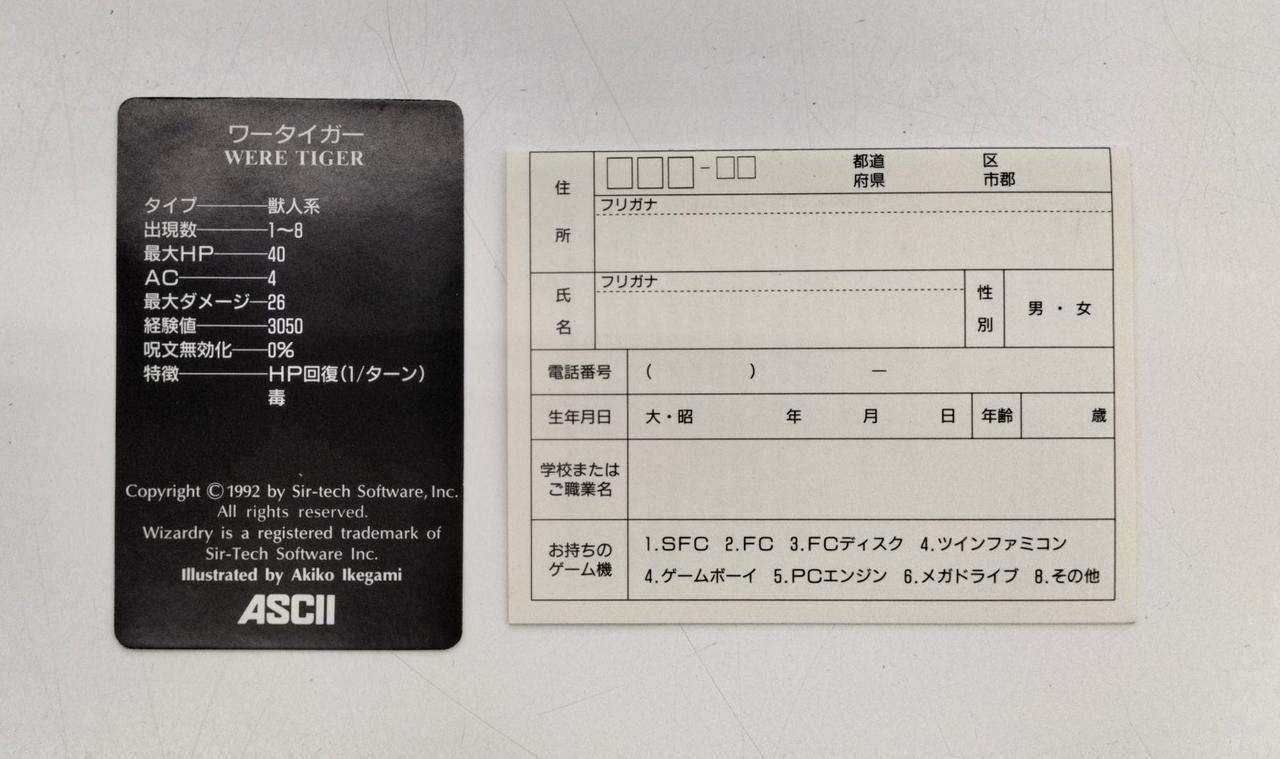 ワータイガー
WERE TIGER
タイプ────獣人系
出現数────1〜8
最大HP────40
AC────4
最大ダメージ─26
経験値────3050
呪文無効化──0%
特徴────HP回復(1/ターン)
毒
Copyright ©1992 by Sir-tech Software, Inc.
All rights reserved.
Wizardry is a registered trademark of
Sir-Tech Software Inc.
Illustrated by Akiko Ikegami
ASCII
住所
□□□-□□ 都道府県 区市郡
フリガナ
氏名
フリガナ
性別 男・女
電話番号 ( ) ―
生年月日 大・昭 年 月 日 年齢 歳
学校または
ご職業名
お持ちの
ゲーム機
1.SFC 2.FC 3.FCディスク 4.ツインファミコン
4.ゲームボーイ 5.PCエンジン 6.メガドライブ 8.その他